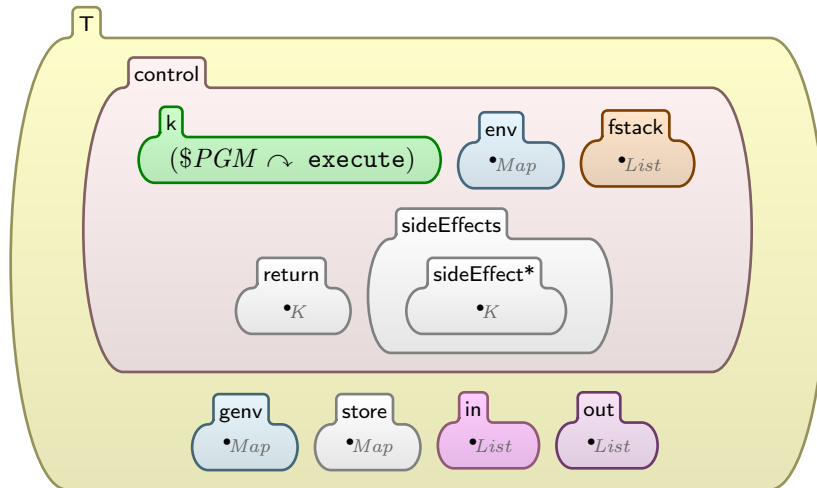 T
control
k env fstack
($PGM ↷ execute) •Map •List
sideEffects
return sideEffect*
•K •K
genv store in out
•Map •Map •List •List